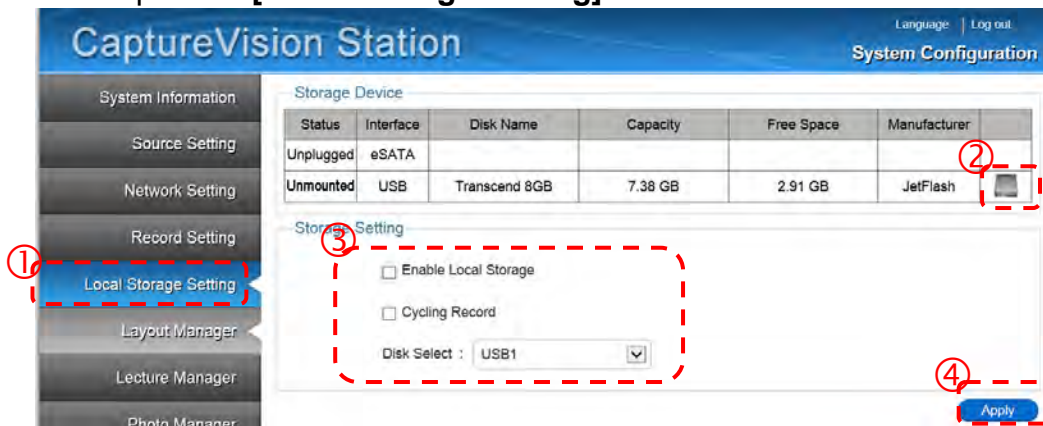 [
CaptureVision Station
Language | Log out
System Configuration
System Information
Source Setting
Network Setting
Record Setting
Local Storage Setting
Layout Manager
Lecture Manager
Photo Manager
Storage Device
Status Interface Disk Name Capacity Free Space Manufacturer
Unplugged eSATA
Unmounted USB Transcend 8GB 7.38 GB 2.91 GB JetFlash
Storage Setting
Enable Local Storage
Cycling Record
Disk Select : USB1
Apply
①
②
③
④